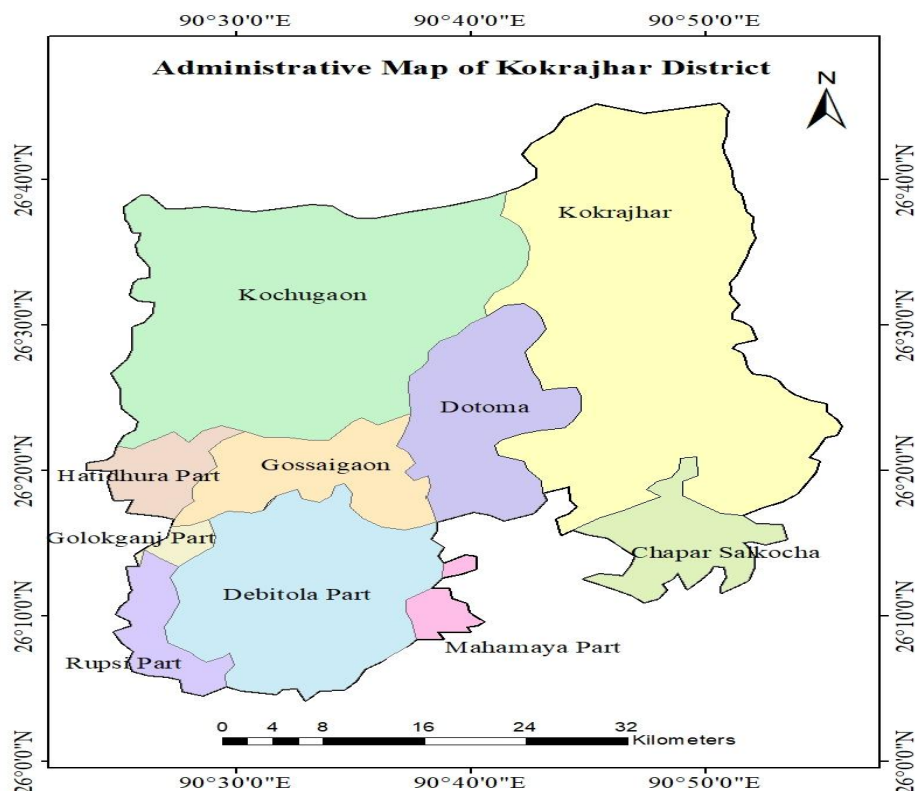 90°30'0"E 90°40'0"E 90°50'0"E
Administrative Map of Kokrajhar District
N
26°40'0"N 26°40'0"N
Kokrajhar
Kochugaon
26°30'0"N 26°30'0"N
Dotoma
Gossaigaon
Hatidhura Part
26°20'0"N 26°20'0"N
Golokganj Part
Chapar Salkocha
Debitola Part
26°10'0"N 26°10'0"N
Mahamaya Part
Rupsi Part
0 4 8 16 24 32
Kilometers
26°0'0"N 26°0'0"N
90°30'0"E 90°40'0"E 90°50'0"E